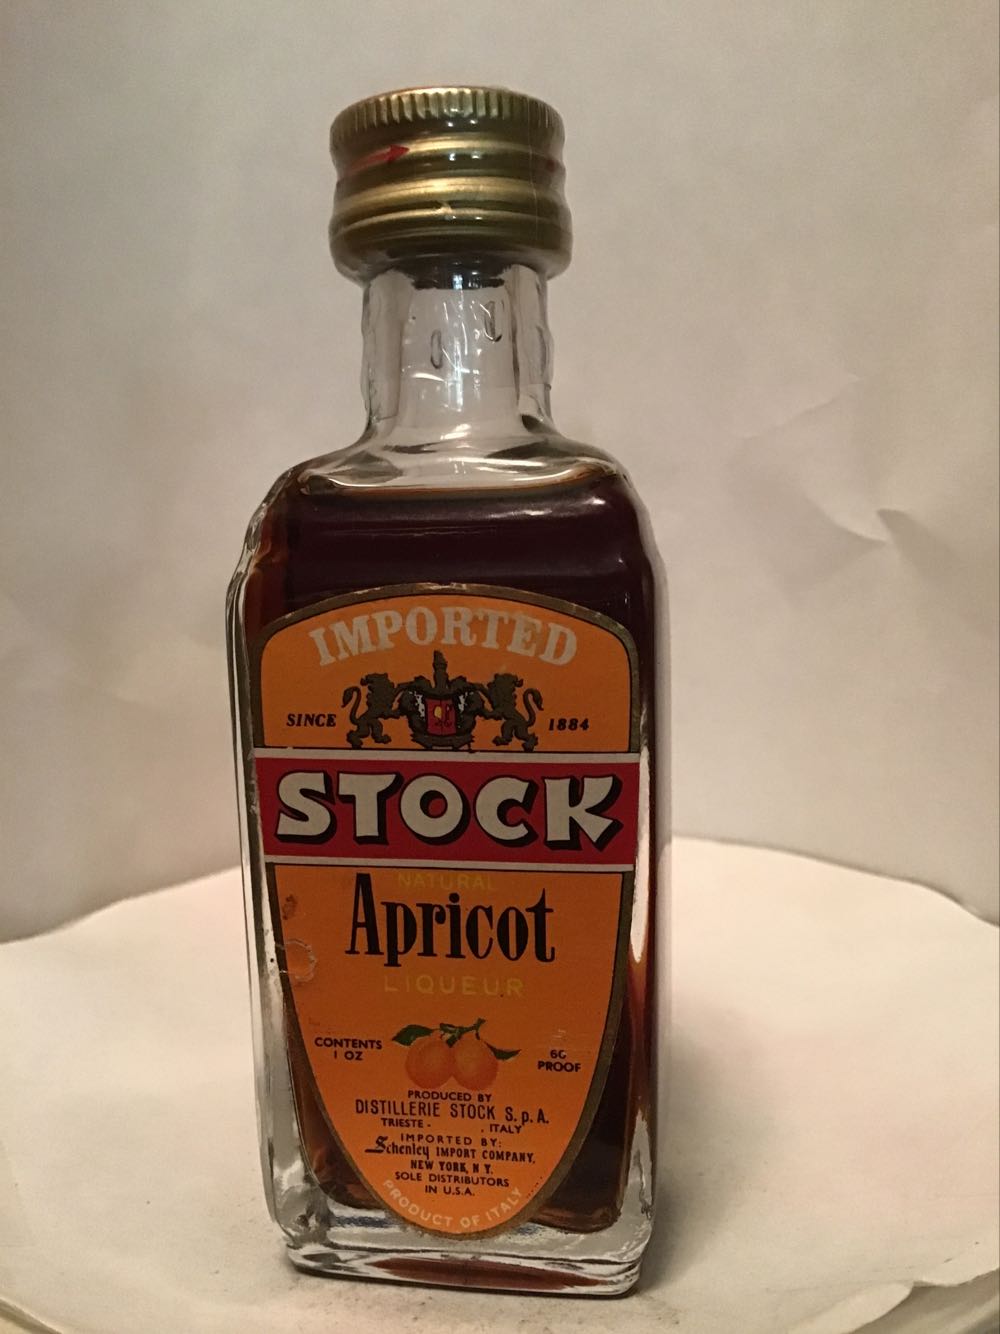 IMPORTED
SINCE 1884
STOCK
NATURAL
Apricot
LIQUEUR
CONTENTS
1 OZ
60
PROOF
PRODUCED BY
DISTILLERIE STOCK S.p.A.
TRIESTE - ITALY
IMPORTED BY:
Schenley IMPORT COMPANY,
NEW YORK, N.Y.
SOLE DISTRIBUTORS
IN U.S.A.
PRODUCT OF ITALY